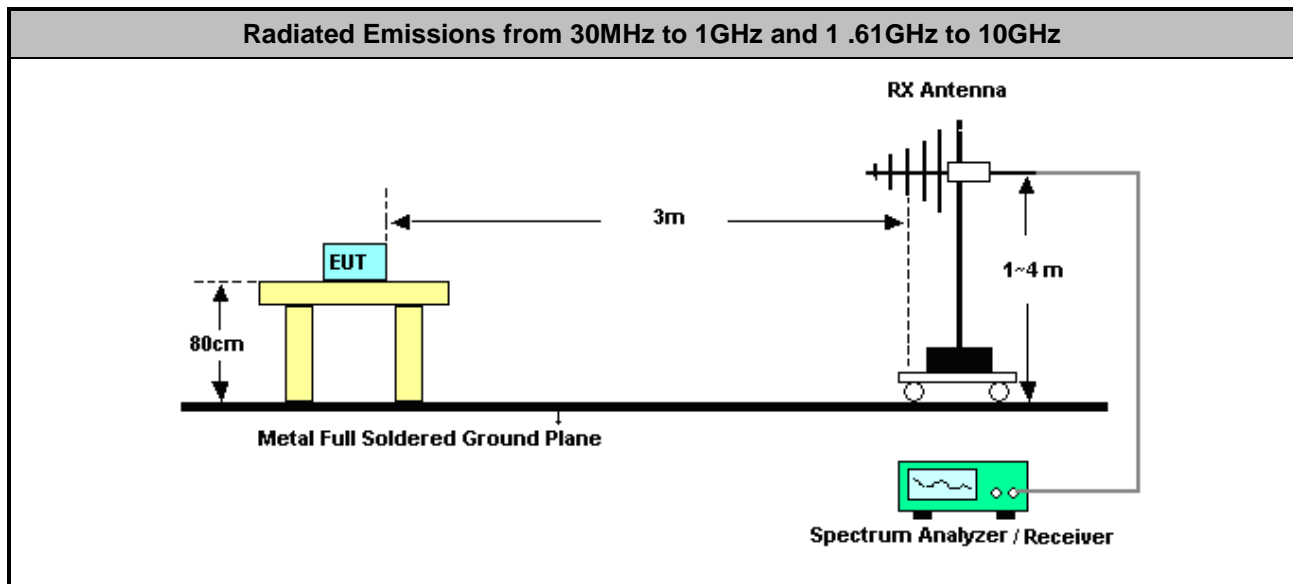 Radiated Emissions from 30MHz to 1GHz and 1 .61GHz to 10GHz
RX Antenna
3m
EUT
1~4 m
80cm
Metal Full Soldered Ground Plane
Spectrum Analyzer / Receiver